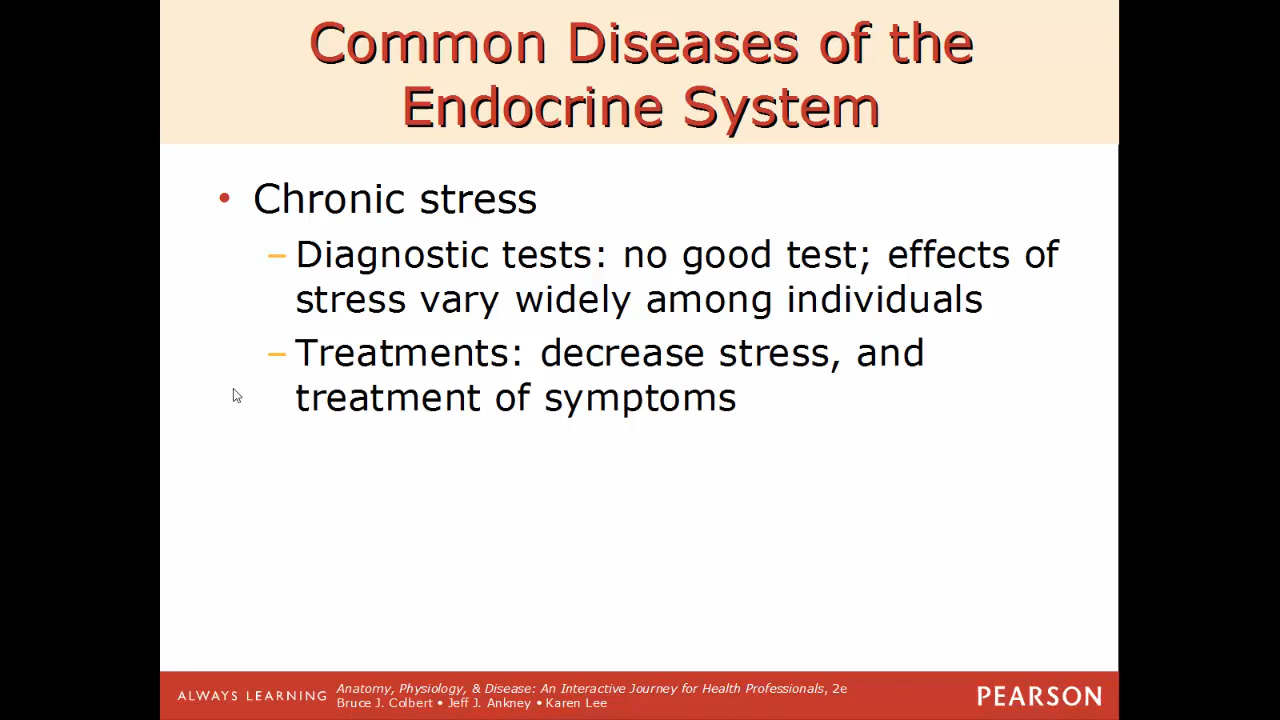 Common Diseases of the
Endocrine System
• Chronic stress
– Diagnostic tests: no good test; effects of
stress vary widely among individuals
– Treatments: decrease stress, and
treatment of symptoms
ALWAYS LEARNING
Anatomy, Physiology, & Disease: An Interactive Journey for Health Professionals, 2e
Bruce J. Colbert • Jeff J. Ankney • Karen Lee
PEARSON